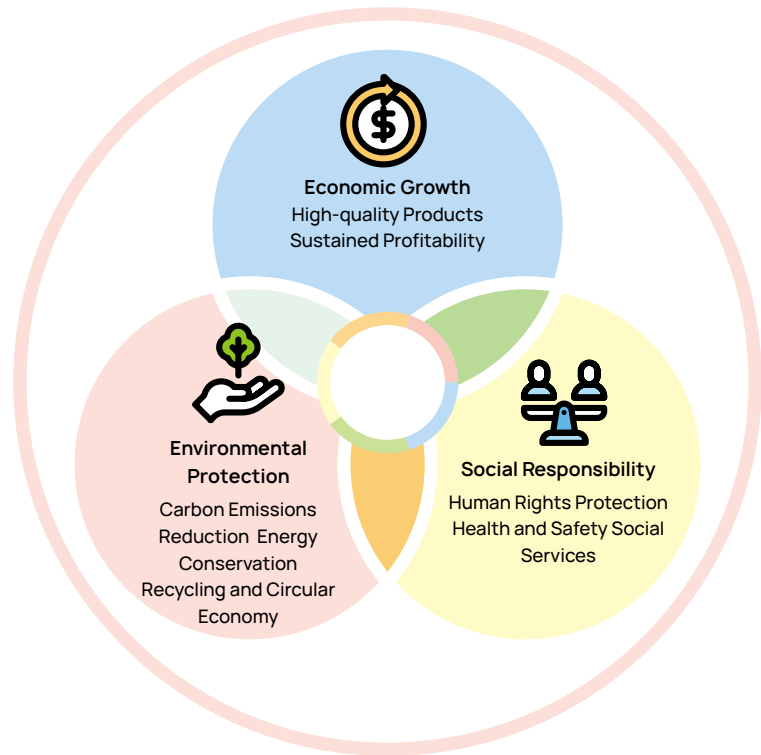 Economic Growth
High-quality Products
Sustained Profitability
Environmental
Protection
Carbon Emissions
Reduction Energy
Conservation
Recycling and Circular
Economy
Social Responsibility
Human Rights Protection
Health and Safety Social
Services